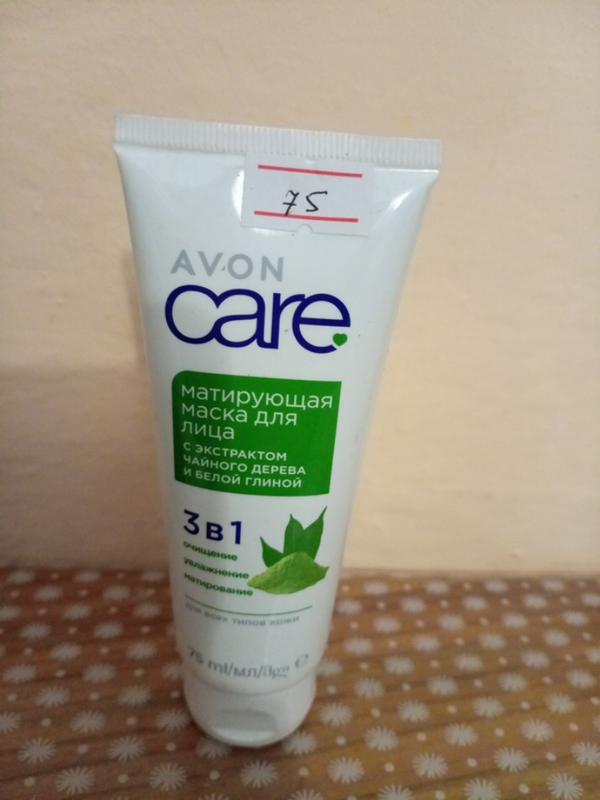 75
AVON
care
матирующая
маска для
лица
с экстрактом
чайного дерева
и белой глиной
3 в 1
очищение
увлажнение
матирование
для всех типов кожи
75 ml/мл/მლ ℮